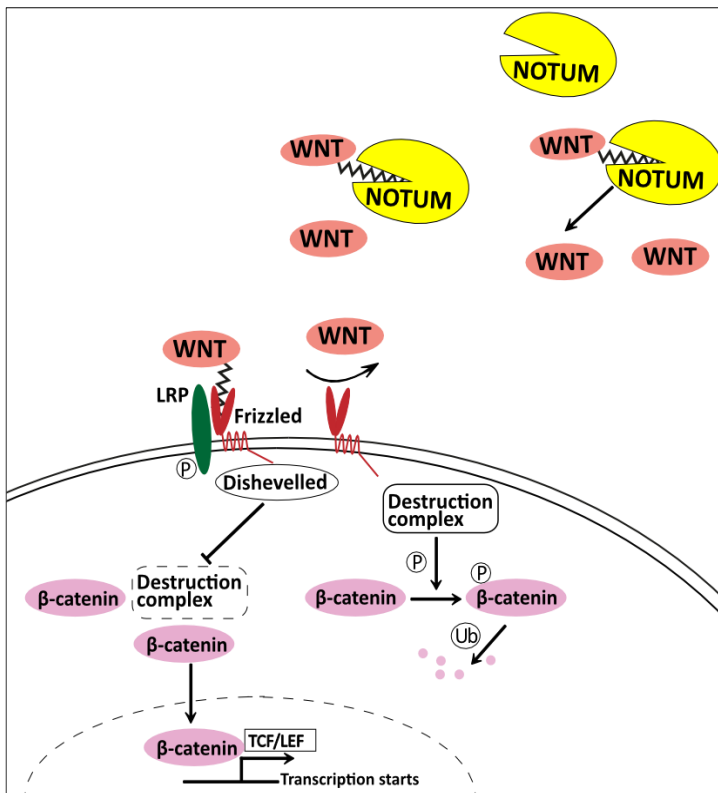 NOTUM
WNT
NOTUM
WNT
NOTUM
WNT
WNT
WNT
WNT
WNT
LRP
Frizzled
P
Dishevelled
Destruction
complex
P
P
β-catenin
Destruction
complex
β-catenin
β-catenin
β-catenin
Ub
β-catenin
TCF/LEF
Transcription starts